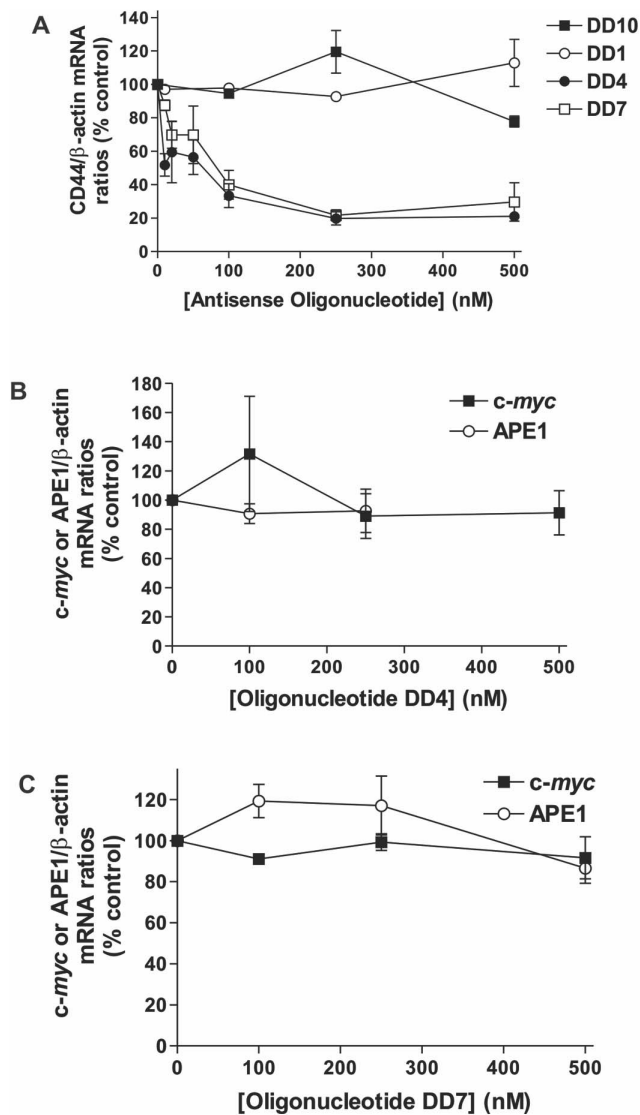 A
DD10
DD1
DD4
DD7
CD44/β-actin mRNA
ratios (% control)
140
120
100
80
60
40
20
0
0
100
200
300
400
500
[Antisense Oligonucleotide] (nM)
B
c-myc
APE1
c-myc or APE1/β-actin
mRNA ratios
(% control)
180
160
140
120
100
80
60
40
20
0
0
100
200
300
400
500
[Oligonucleotide DD4] (nM)
C
c-myc
APE1
c-myc or APE1/β-actin
mRNA ratios
(% control)
120
100
80
60
40
20
0
0
100
200
300
400
500
[Oligonucleotide DD7] (nM)